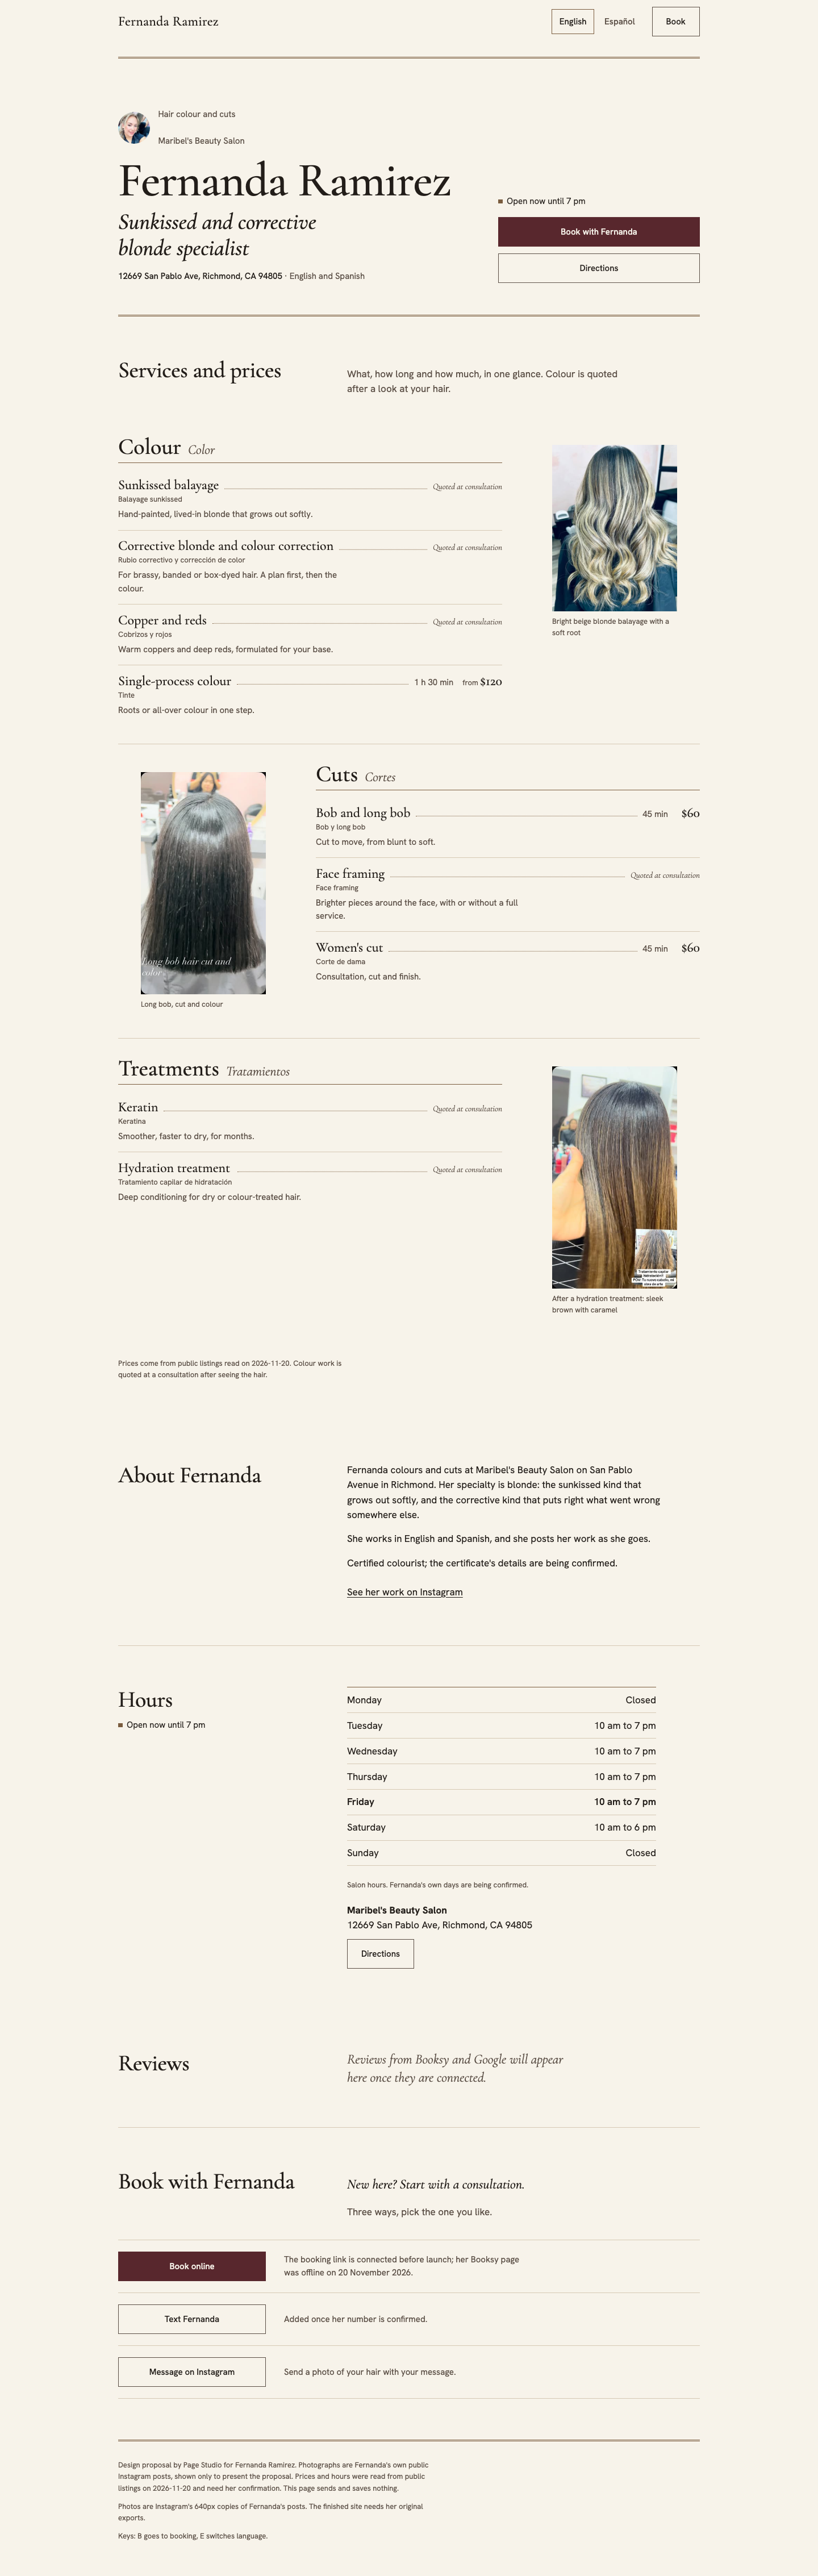 Fernanda Ramirez
English
Español
Book
Hair colour and cuts
Maribel's Beauty Salon
Fernanda Ramirez
Sunkissed and corrective
blonde specialist
12669 San Pablo Ave, Richmond, CA 94805 · English and Spanish
Open now until 7 pm
Book with Fernanda
Directions
Services and prices
What, how long and how much, in one glance. Colour is quoted
after a look at your hair.
Colour Color
Sunkissed balayage Quoted at consultation
Balayage sunkissed
Hand-painted, lived-in blonde that grows out softly.
Corrective blonde and colour correction Quoted at consultation
Rubio correctivo y corrección de color
For brassy, banded or box-dyed hair. A plan first, then the
colour.
Copper and reds Quoted at consultation
Cobrizos y rojos
Warm coppers and deep reds, formulated for your base.
Single-process colour 1 h 30 min from $120
Tinte
Roots or all-over colour in one step.
Bright beige blonde balayage with a
soft root
Long bob hair cut and
color
Long bob, cut and colour
Cuts Cortes
Bob and long bob 45 min $60
Bob y long bob
Cut to move, from blunt to soft.
Face framing Quoted at consultation
Face framing
Brighter pieces around the face, with or without a full
service.
Women's cut 45 min $60
Corte de dama
Consultation, cut and finish.
Treatments Tratamientos
Keratin Quoted at consultation
Keratina
Smoother, faster to dry, for months.
Hydration treatment Quoted at consultation
Tratamiento capilar de hidratación
Deep conditioning for dry or colour-treated hair.
After a hydration treatment: sleek
brown with caramel
Prices come from public listings read on 2026-11-20. Colour work is
quoted at a consultation after seeing the hair.
About Fernanda
Fernanda colours and cuts at Maribel's Beauty Salon on San Pablo
Avenue in Richmond. Her specialty is blonde: the sunkissed kind that
grows out softly, and the corrective kind that puts right what went wrong
somewhere else.
She works in English and Spanish, and she posts her work as she goes.
Certified colourist; the certificate's details are being confirmed.
See her work on Instagram
Hours
Open now until 7 pm
Monday Closed
Tuesday 10 am to 7 pm
Wednesday 10 am to 7 pm
Thursday 10 am to 7 pm
Friday 10 am to 7 pm
Saturday 10 am to 6 pm
Sunday Closed
Salon hours. Fernanda's own days are being confirmed.
Maribel's Beauty Salon
12669 San Pablo Ave, Richmond, CA 94805
Directions
Reviews
Reviews from Booksy and Google will appear
here once they are connected.
Book with Fernanda
New here? Start with a consultation.
Three ways, pick the one you like.
Book online
The booking link is connected before launch; her Booksy page
was offline on 20 November 2026.
Text Fernanda
Added once her number is confirmed.
Message on Instagram
Send a photo of your hair with your message.
Design proposal by Page Studio for Fernanda Ramirez. Photographs are Fernanda's own public
Instagram posts, shown only to present the proposal. Prices and hours were read from public
listings on 2026-11-20 and need her confirmation. This page sends and saves nothing.
Photos are Instagram's 640px copies of Fernanda's posts. The finished site needs her original
exports.
Keys: B goes to booking, E switches language.